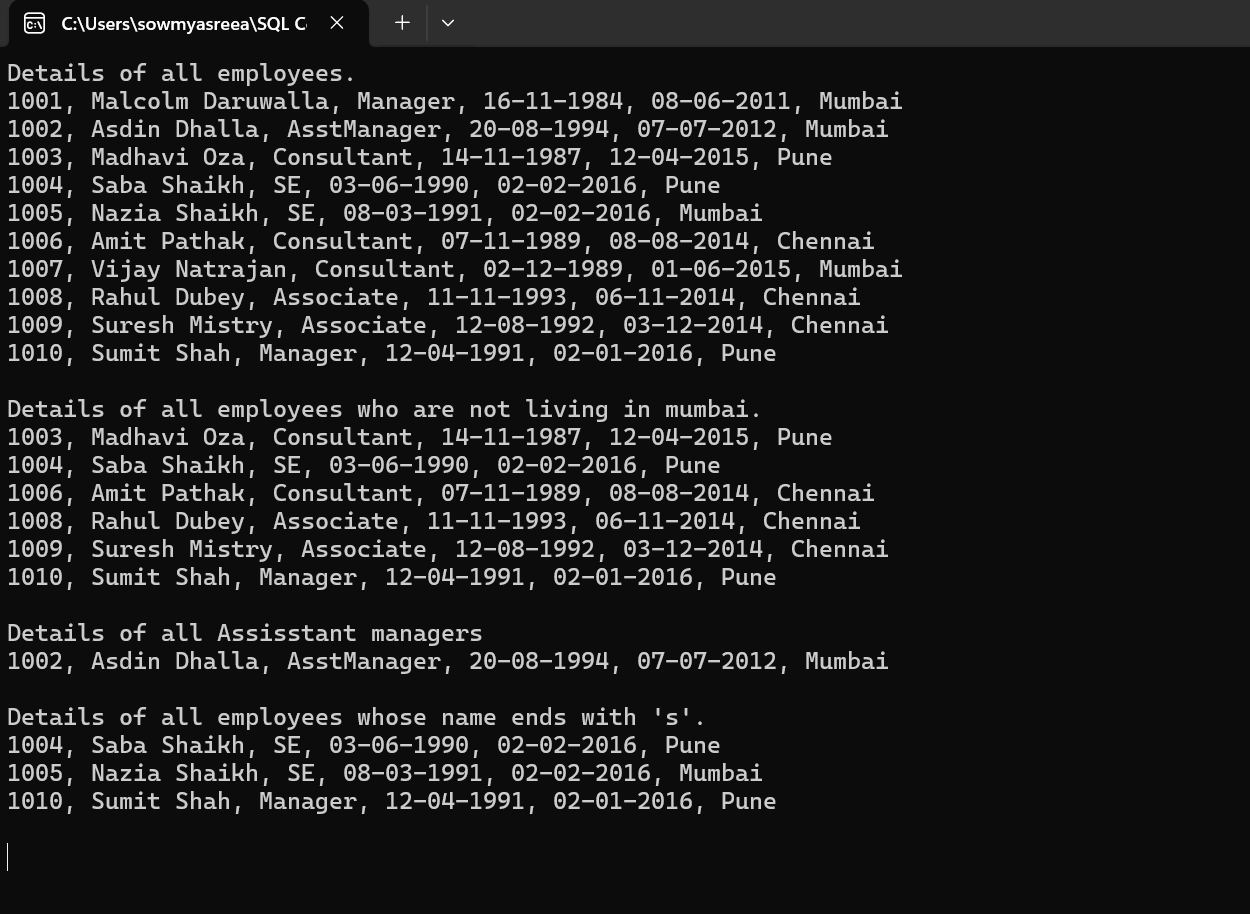 C:\Users\sowmyasreea\SQL C
Details of all employees.
1001, Malcolm Daruwalla, Manager, 16-11-1984, 08-06-2011, Mumbai
1002, Asdin Dhalla, AsstManager, 20-08-1994, 07-07-2012, Mumbai
1003, Madhavi Oza, Consultant, 14-11-1987, 12-04-2015, Pune
1004, Saba Shaikh, SE, 03-06-1990, 02-02-2016, Pune
1005, Nazia Shaikh, SE, 08-03-1991, 02-02-2016, Mumbai
1006, Amit Pathak, Consultant, 07-11-1989, 08-08-2014, Chennai
1007, Vijay Natrajan, Consultant, 02-12-1989, 01-06-2015, Mumbai
1008, Rahul Dubey, Associate, 11-11-1993, 06-11-2014, Chennai
1009, Suresh Mistry, Associate, 12-08-1992, 03-12-2014, Chennai
1010, Sumit Shah, Manager, 12-04-1991, 02-01-2016, Pune
Details of all employees who are not living in mumbai.
1003, Madhavi Oza, Consultant, 14-11-1987, 12-04-2015, Pune
1004, Saba Shaikh, SE, 03-06-1990, 02-02-2016, Pune
1006, Amit Pathak, Consultant, 07-11-1989, 08-08-2014, Chennai
1008, Rahul Dubey, Associate, 11-11-1993, 06-11-2014, Chennai
1009, Suresh Mistry, Associate, 12-08-1992, 03-12-2014, Chennai
1010, Sumit Shah, Manager, 12-04-1991, 02-01-2016, Pune
Details of all Assisstant managers
1002, Asdin Dhalla, AsstManager, 20-08-1994, 07-07-2012, Mumbai
Details of all employees whose name ends with 's'.
1004, Saba Shaikh, SE, 03-06-1990, 02-02-2016, Pune
1005, Nazia Shaikh, SE, 08-03-1991, 02-02-2016, Mumbai
1010, Sumit Shah, Manager, 12-04-1991, 02-01-2016, Pune